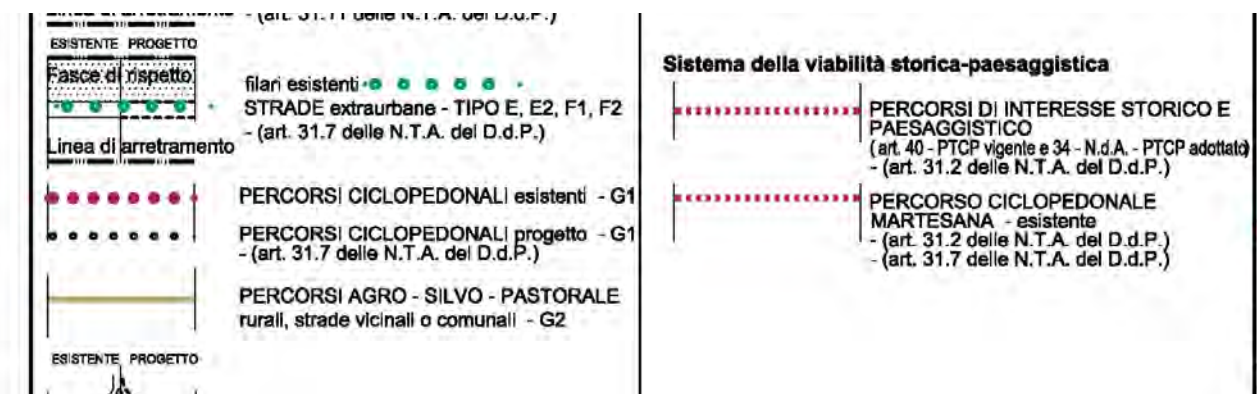 - (art. 31.11 delle N.T.A. del D.d.P.)
ESISTENTE PROGETTO
Fasce di rispetto
filari esistenti
STRADE extraurbane - TIPO E, E2, F1, F2
- (art. 31.7 delle N.T.A. del D.d.P.)
Linea di arretramento
PERCORSI CICLOPEDONALI esistenti - G1
PERCORSI CICLOPEDONALI progetto - G1
- (art. 31.7 delle N.T.A. del D.d.P.)
PERCORSI AGRO - SILVO - PASTORALE
rurali, strade vicinali o comunali - G2
ESISTENTE PROGETTO
Sistema della viabilità storica-paesaggistica
PERCORSI DI INTERESSE STORICO E
PAESAGGISTICO
(art. 40 - PTCP vigente e 34 - N.d.A. - PTCP adottato)
- (art. 31.2 delle N.T.A. del D.d.P.)
PERCORSO CICLOPEDONALE
MARTESANA - esistente
- (art. 31.2 delle N.T.A. del D.d.P.)
- (art. 31.7 delle N.T.A. del D.d.P.)